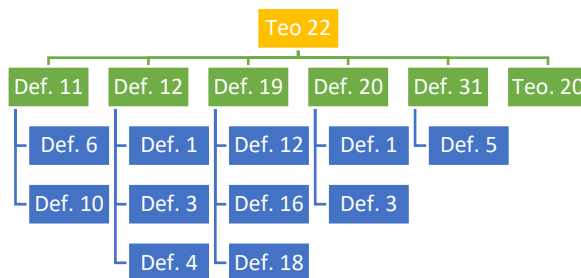 Teo 22
Def. 11 Def. 12 Def. 19 Def. 20 Def. 31 Teo. 20
Def. 6 Def. 1 Def. 12 Def. 1 Def. 5
Def. 10 Def. 3 Def. 16 Def. 3
Def. 4 Def. 18